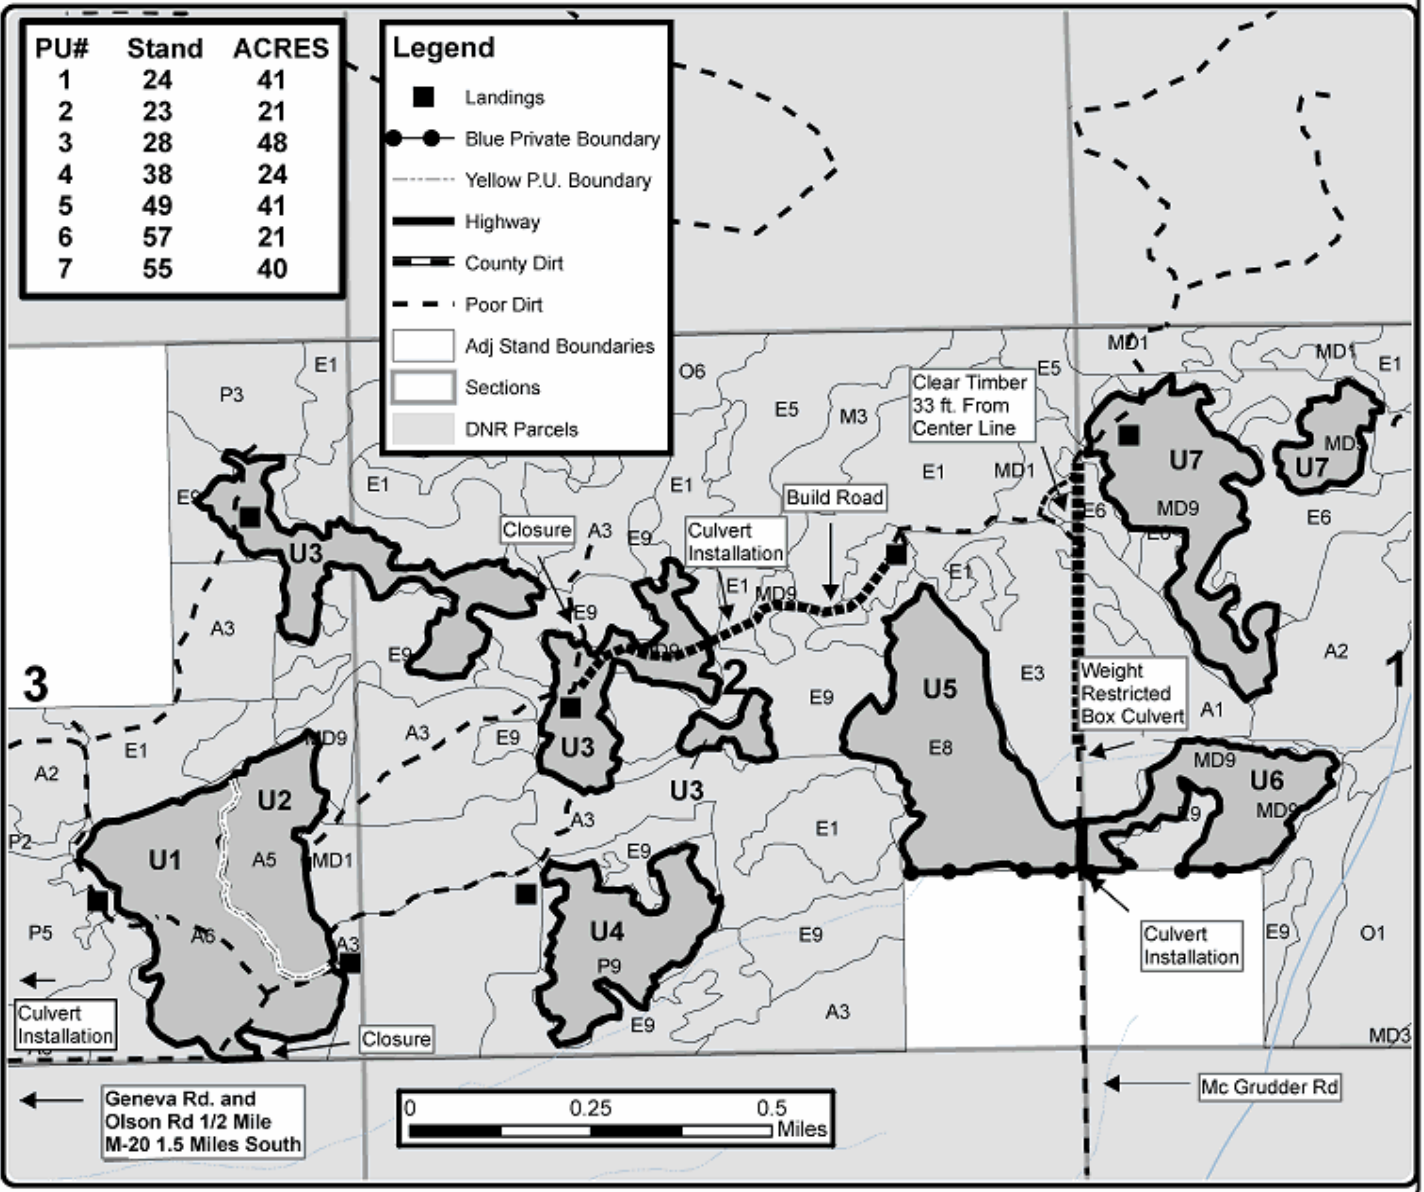 PU# Stand ACRES
1 24 41
2 23 21
3 28 48
4 38 24
5 49 41
6 57 21
7 55 40
Legend
Landings
Blue Private Boundary
Yellow P.U. Boundary
Highway
County Dirt
Poor Dirt
Adj Stand Boundaries
Sections
DNR Parcels
MD1
MD1
E1
E1
O6
E5
P3
E5
M3
Clear Timber
33 ft. From
Center Line
U7
MD
U7
E9
E1
E1
E1
MD1
Build Road
MD9
E6
E6
E6
Closure
A3
E9
Culvert
Installation
U3
E1
MD9
E1
A3
E9
E9
MD9
A2
3
2
1
E9
U5
E3
Weight
Restricted
Box Culvert
A1
E1
MD9
A3
E9
U3
E8
MD9
U6
A2
U2
U3
MD9
E9
P2
U1
A5
MD1
A3
E9
E1
P5
A6
A3
U4
P9
E9
Culvert
Installation
E9
O1
Culvert
Installation
Closure
E9
A3
MD3
Geneva Rd. and
Olson Rd 1/2 Mile
M-20 1.5 Miles South
0 0.25 0.5
Miles
Mc Grudder Rd